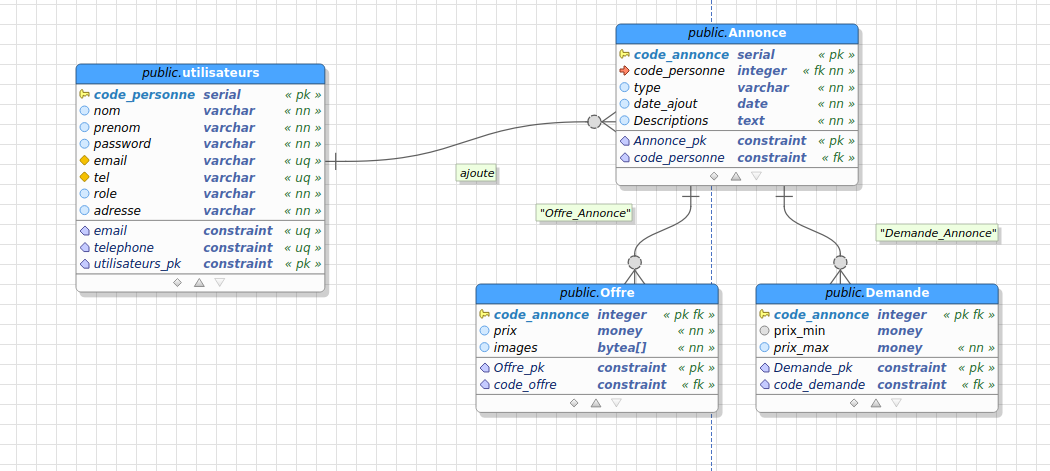 public.utilisateurs
code_personne serial « pk »
nom varchar « nn »
prenom varchar « nn »
password varchar « nn »
email varchar « uq »
tel varchar « uq »
role varchar « nn »
adresse varchar « nn »
email constraint « uq »
telephone constraint « uq »
utilisateurs_pk constraint « pk »
ajoute
public.Annonce
code_annonce serial « pk »
code_personne integer « fk nn »
type varchar « nn »
date_ajout date « nn »
Descriptions text « nn »
Annonce_pk constraint « pk »
code_personne constraint « fk »
"Offre_Annonce"
"Demande_Annonce"
public.Offre
code_annonce integer « pk fk »
prix money « nn »
images bytea[] « nn »
Offre_pk constraint « pk »
code_offre constraint « fk »
public.Demande
code_annonce integer « pk fk »
prix_min money
prix_max money « nn »
Demande_pk constraint « pk »
code_demande constraint « fk »